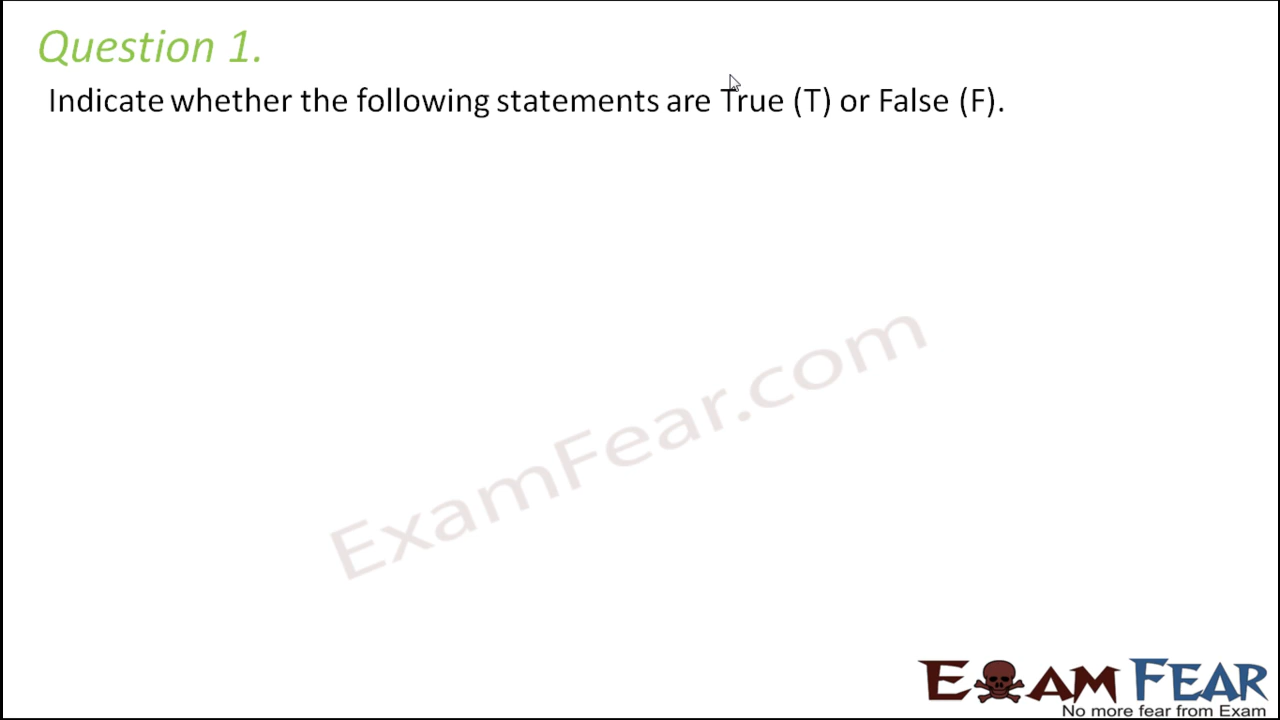 Question 1.
Indicate whether the following statements are True (T) or False (F).
ExamFear.com
EXAM FEAR
No more fear from Exam